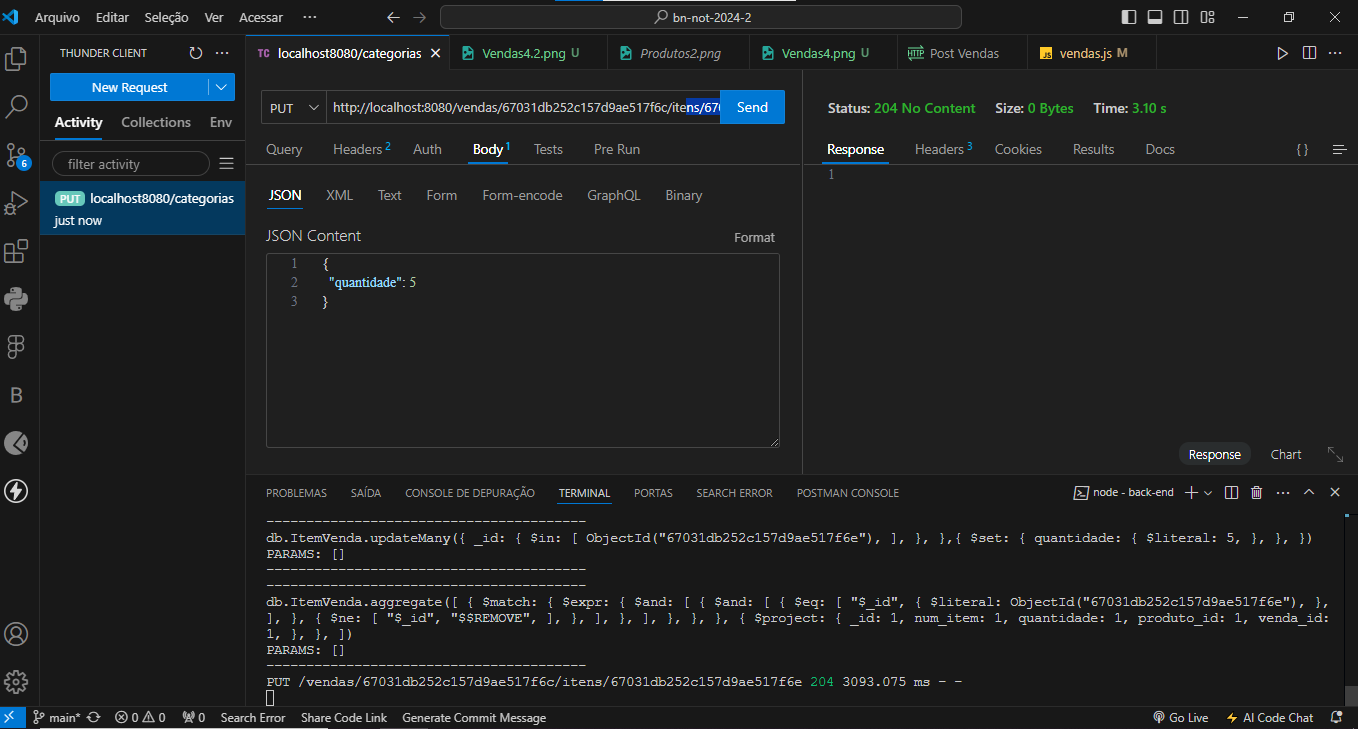 Arquivo Editar Seleção Ver Acessar ··· bn-not-2024-2
THUNDER CLIENT ···
New Request
Activity Collections Env
filter activity
PUT localhost8080/categorias
just now
6
TC localhost8080/categorias Vendas4.2.png U Produtos2.png Vendas4.png U HTTP Post Vendas JS vendas.js M ···
PUT http://localhost:8080/vendas/67031db252c157d9ae517f6c/itens/670 Send
Query Headers 2 Auth Body 1 Tests Pre Run
JSON XML Text Form Form-encode GraphQL Binary
JSON Content Format
1 {
2 "quantidade": 5
3 }
Status: 204 No Content Size: 0 Bytes Time: 3.10 s
Response Headers 3 Cookies Results Docs {}
1
Response Chart
PROBLEMAS SAÍDA CONSOLE DE DEPURAÇÃO TERMINAL PORTAS SEARCH ERROR POSTMAN CONSOLE node - back-end ···
----------------------------------------
db.ItemVenda.updateMany({ _id: { $in: [ ObjectId("67031db252c157d9ae517f6e"), ], }, },{ $set: { quantidade: { $literal: 5, }, }, })
PARAMS: []
----------------------------------------
----------------------------------------
db.ItemVenda.aggregate([ { $match: { $expr: { $and: [ { $and: [ { $eq: [ "$_id", { $literal: ObjectId("67031db252c157d9ae517f6e"), },
], }, { $ne: [ "$_id", "$$REMOVE", ], }, ], }, ], }, }, }, { $project: { _id: 1, num_item: 1, quantidade: 1, produto_id: 1, venda_id:
1, }, }, ])
PARAMS: []
----------------------------------------
PUT /vendas/67031db252c157d9ae517f6c/itens/67031db252c157d9ae517f6e 204 3093.075 ms - -
main* 0 0 0 Search Error Share Code Link Generate Commit Message Go Live AI Code Chat